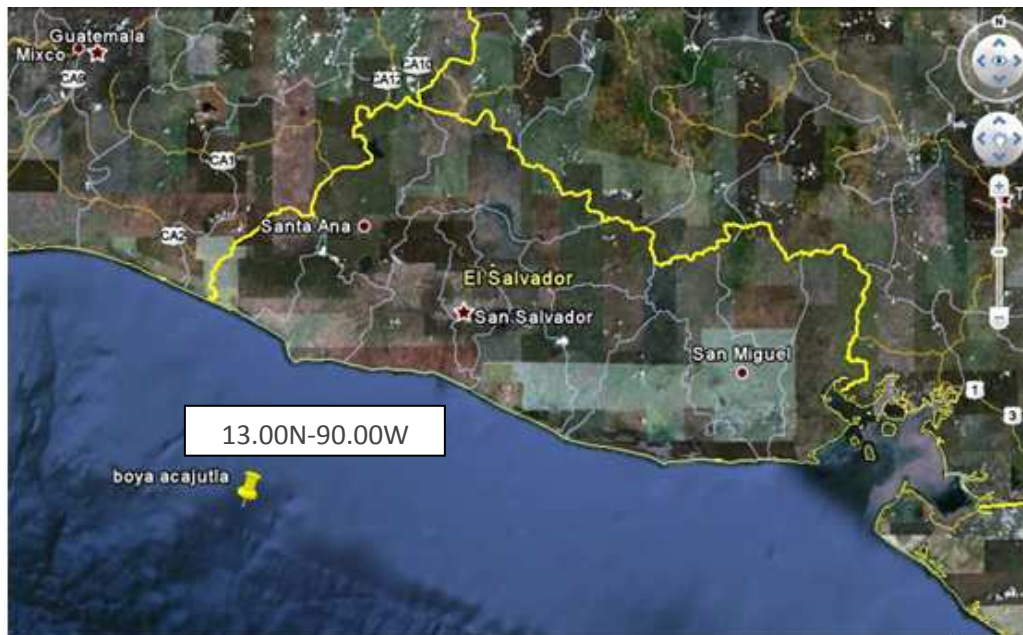 Guatemala
Mixco
CA9
CA12
CA10
CA1
CA2
Santa Ana
El Salvador
San Salvador
San Miguel
1
3
13.00N-90.00W
boya acajutla
N
T